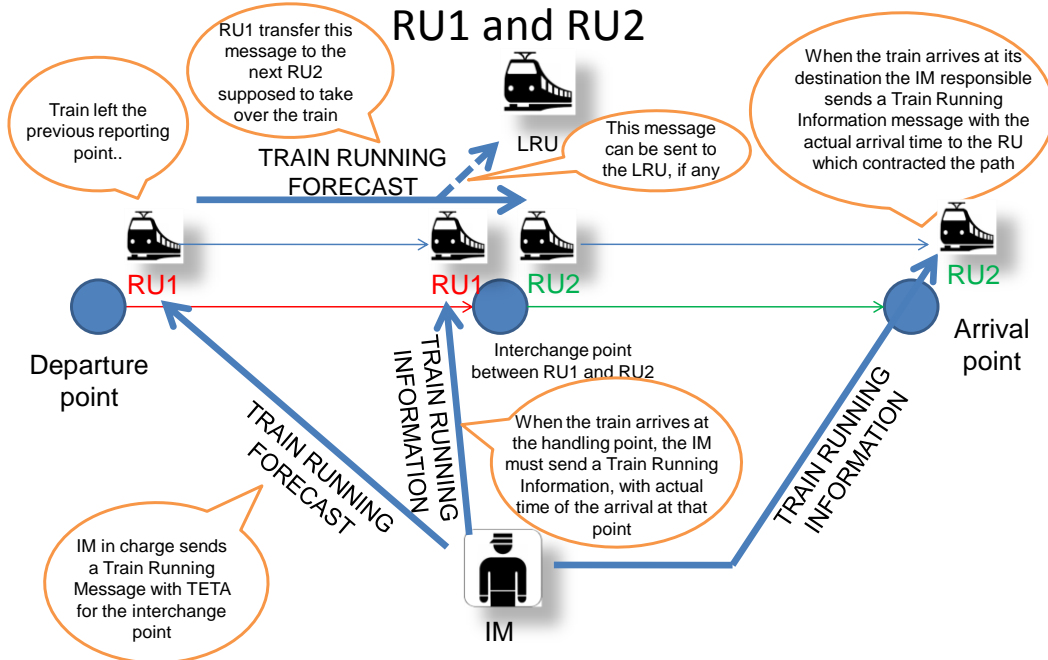 RU1 and RU2
RU1 transfer this
message to the
next RU2
supposed to take
over the train
When the train arrives at its
destination the IM responsible
sends a Train Running
Information message with the
actual arrival time to the RU
which contracted the path
Train left the
previous reporting
point..
LRU
This message
can be sent to
the LRU, if any
TRAIN RUNNING
FORECAST
RU1
RU1
RU2
RU2
Departure
point
Interchange point
between RU1 and RU2
Arrival
point
TRAIN RUNNING
FORECAST
TRAIN RUNNING
INFORMATION
When the train arrives at
the handling point, the IM
must send a Train Running
Information, with actual
time of the arrival at that
point
TRAIN RUNNING
INFORMATION
IM in charge sends
a Train Running
Message with TETA
for the interchange
point
IM